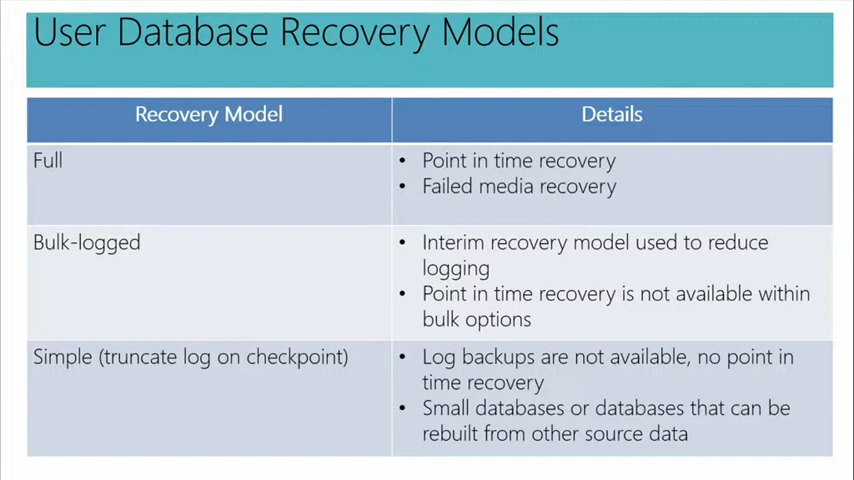 User Database Recovery Models
Recovery Model
Details
Full
• Point in time recovery
• Failed media recovery
Bulk-logged
• Interim recovery model used to reduce
logging
• Point in time recovery is not available within
bulk options
Simple (truncate log on checkpoint)
• Log backups are not available, no point in
time recovery
• Small databases or databases that can be
rebuilt from other source data